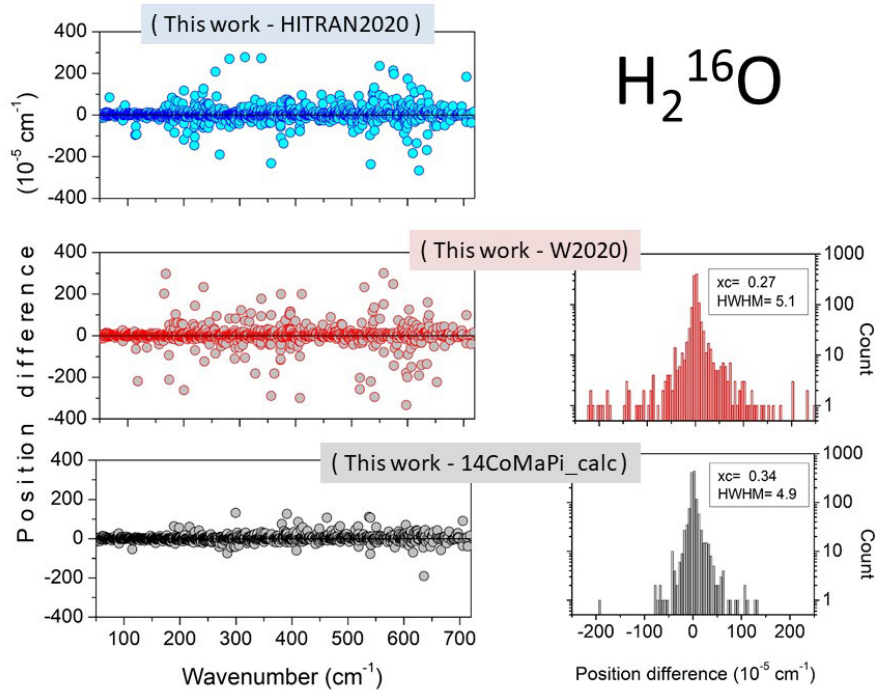 ( This work - HITRAN2020 )
H₂¹⁶O
400
200
0
-200
-400
(10⁻⁵ cm⁻¹)
( This work - W2020)
400
200
0
-200
-400
Position difference
xc= 0.27
HWHM= 5.1
1000
100
10
1
Count
( This work - 14CoMaPi_calc )
400
200
0
-200
-400
xc= 0.34
HWHM= 4.9
1000
100
10
1
Count
100 200 300 400 500 600 700
Wavenumber (cm⁻¹)
-200 -100 0 100 200
Position difference (10⁻⁵ cm⁻¹)